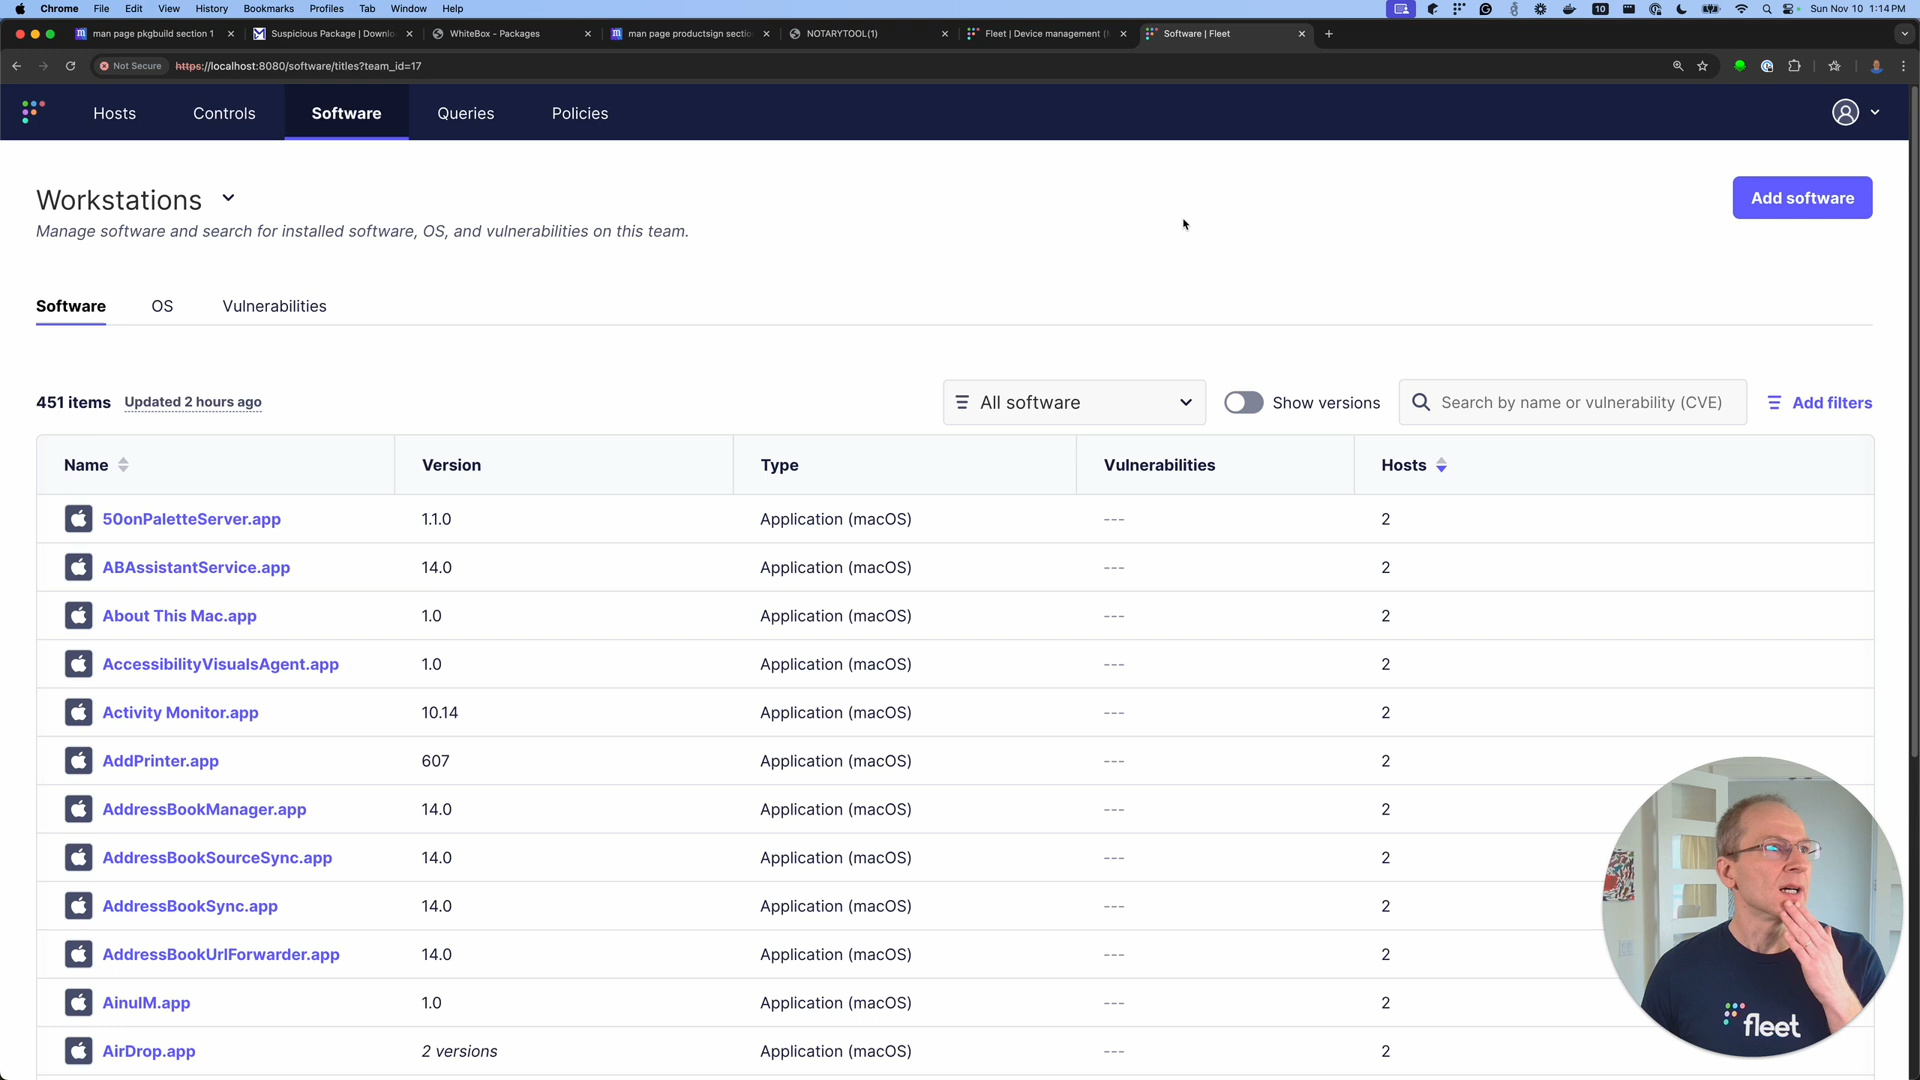 Chrome File Edit View History Bookmarks Profiles Tab Window Help 10 Sun Nov 10 1:14PM
man page pkgbuild section 1 Suspicious Package | Downlo WhiteBox - Packages man page productsign sectio NOTARYTOOL(1) Fleet | Device management ( Software | Fleet
Not Secure https://localhost:8080/software/titles?team_id=17
Hosts Controls Software Queries Policies
Workstations
Add software
Manage software and search for installed software, OS, and vulnerabilities on this team.
Software OS Vulnerabilities
451 items Updated 2 hours ago All software Show versions Search by name or vulnerability (CVE) Add filters
Name Version Type Vulnerabilities Hosts
50onPaletteServer.app 1.1.0 Application (macOS) --- 2
ABAssistantService.app 14.0 Application (macOS) --- 2
About This Mac.app 1.0 Application (macOS) --- 2
AccessibilityVisualsAgent.app 1.0 Application (macOS) --- 2
Activity Monitor.app 10.14 Application (macOS) --- 2
AddPrinter.app 607 Application (macOS) --- 2
AddressBookManager.app 14.0 Application (macOS) --- 2
AddressBookSourceSync.app 14.0 Application (macOS) --- 2
AddressBookSync.app 14.0 Application (macOS) --- 2
AddressBookUrlForwarder.app 14.0 Application (macOS) --- 2
AinuIM.app 1.0 Application (macOS) --- 2
AirDrop.app 2 versions Application (macOS) --- 2
fleet